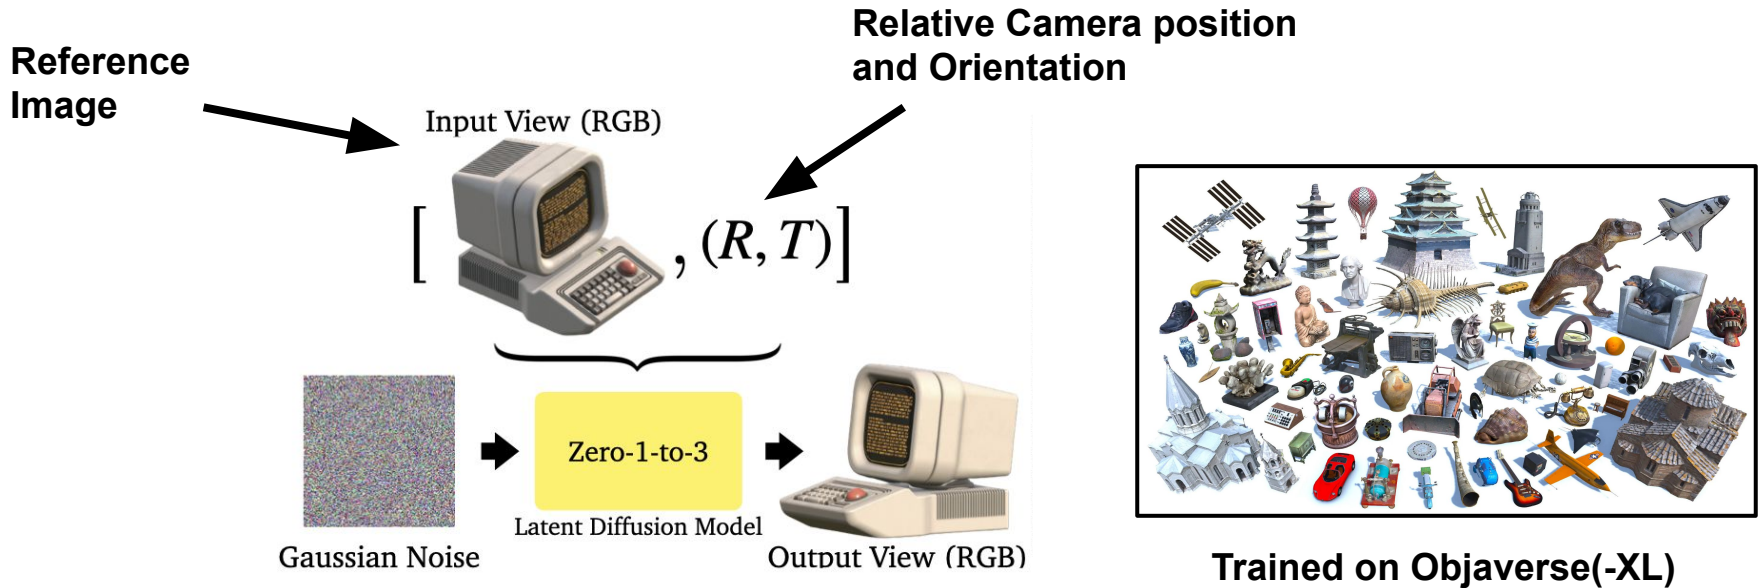 Relative Camera position
and Orientation
Reference
Image
Input View (RGB)
[ , (R, T)]
Zero-1-to-3
Latent Diffusion Model
Gaussian Noise
Output View (RGB)
Trained on Objaverse(-XL)